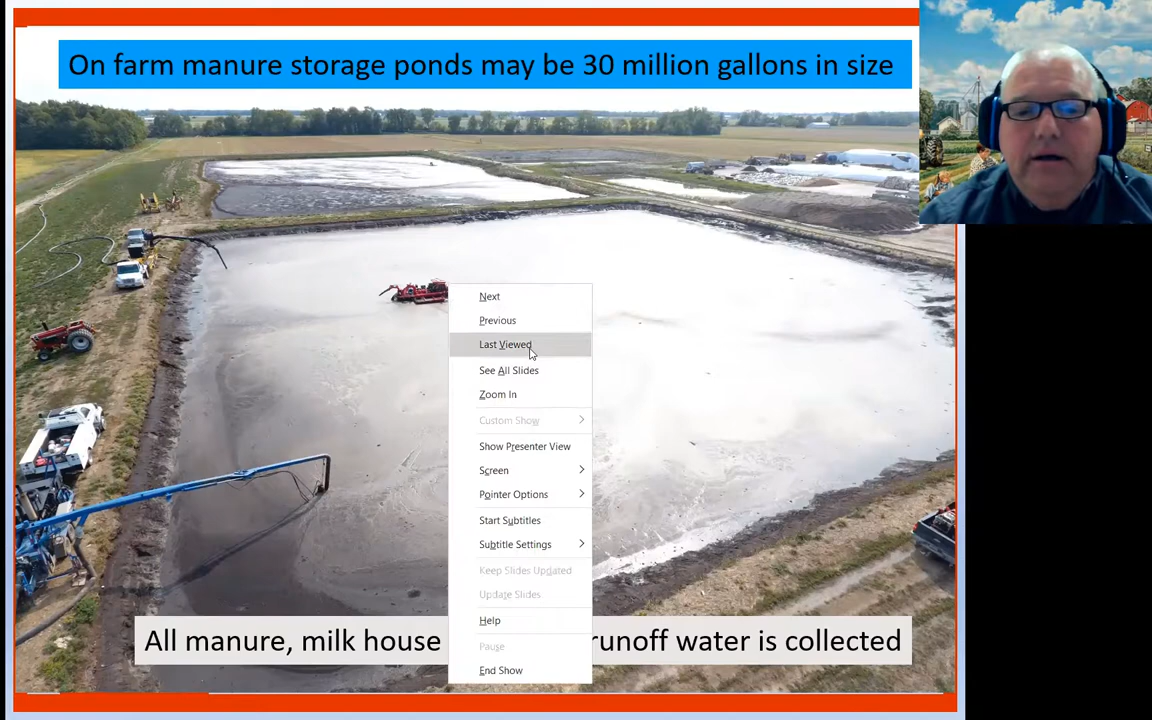 On farm manure storage ponds may be 30 million gallons in size
Next
Previous
Last Viewed
See All Slides
Zoom In
Custom Show
Show Presenter View
Screen
Pointer Options
Start Subtitles
Subtitle Settings
Keep Slides Updated
Update Slides
Help
Pause
End Show
All manure, milk house runoff water is collected